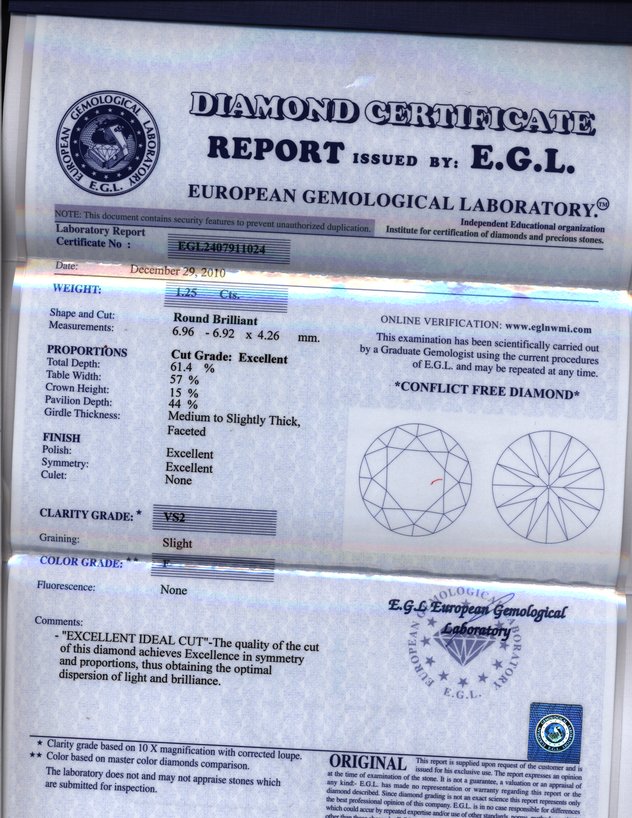 EUROPEAN GEMOLOGICAL LABORATORY
E.G.L.
DIAMOND CERTIFICATE
REPORT ISSUED BY: E.G.L.
EUROPEAN GEMOLOGICAL LABORATORY.™
NOTE: This document contains security features to prevent unauthorized duplication.
Independent Educational organization
Institute for certification of diamonds and precious stones.
Laboratory Report
Certificate No : EGL2407911024
Date: December 29, 2010
WEIGHT: 1.25 Cts.
Shape and Cut: Round Brilliant
Measurements: 6.96 - 6.92 x 4.26 mm.
PROPORTIONS Cut Grade: Excellent
Total Depth: 61.4 %
Table Width: 57 %
Crown Height: 15 %
Pavilion Depth: 44 %
Girdle Thickness: Medium to Slightly Thick,
Faceted
FINISH
Polish: Excellent
Symmetry: Excellent
Culet: None
CLARITY GRADE: * VS2
Graining: Slight
COLOR GRADE: ** F
Fluorescence: None
Comments:
- "EXCELLENT IDEAL CUT"-The quality of the cut
of this diamond achieves Excellence in symmetry
and proportions, thus obtaining the optimal
dispersion of light and brilliance.
ONLINE VERIFICATION: www.eglnwmi.com
This examination has been scientifically carried out
by a Graduate Gemologist using the current procedures
of E.G.L. and may be repeated at any time.
*CONFLICT FREE DIAMOND*
E.G.L European Gemological
Laboratory
GEMOLOGICAL LABORATORY
E.G.L.
* Clarity grade based on 10 X magnification with corrected loupe.
** Color based on master color diamonds comparison.
The laboratory does not and may not appraise stones which
are submitted for inspection.
ORIGINAL This report is supplied upon request of the customer and is
issued for his exclusive use. The report expresses an opinion
at the time of examination of the stone. It is not a guarantee, a valuation or an appraisal of
any kind:- E.G.L. has made no representation or warranty regarding this report or the
diamond described. Since diamond grading is not an exact science this report represents only
the best professional opinion of this company. E.G.L. is in no case responsible for differences
which could occur by repeated expertise and/or use of other standards, norms,